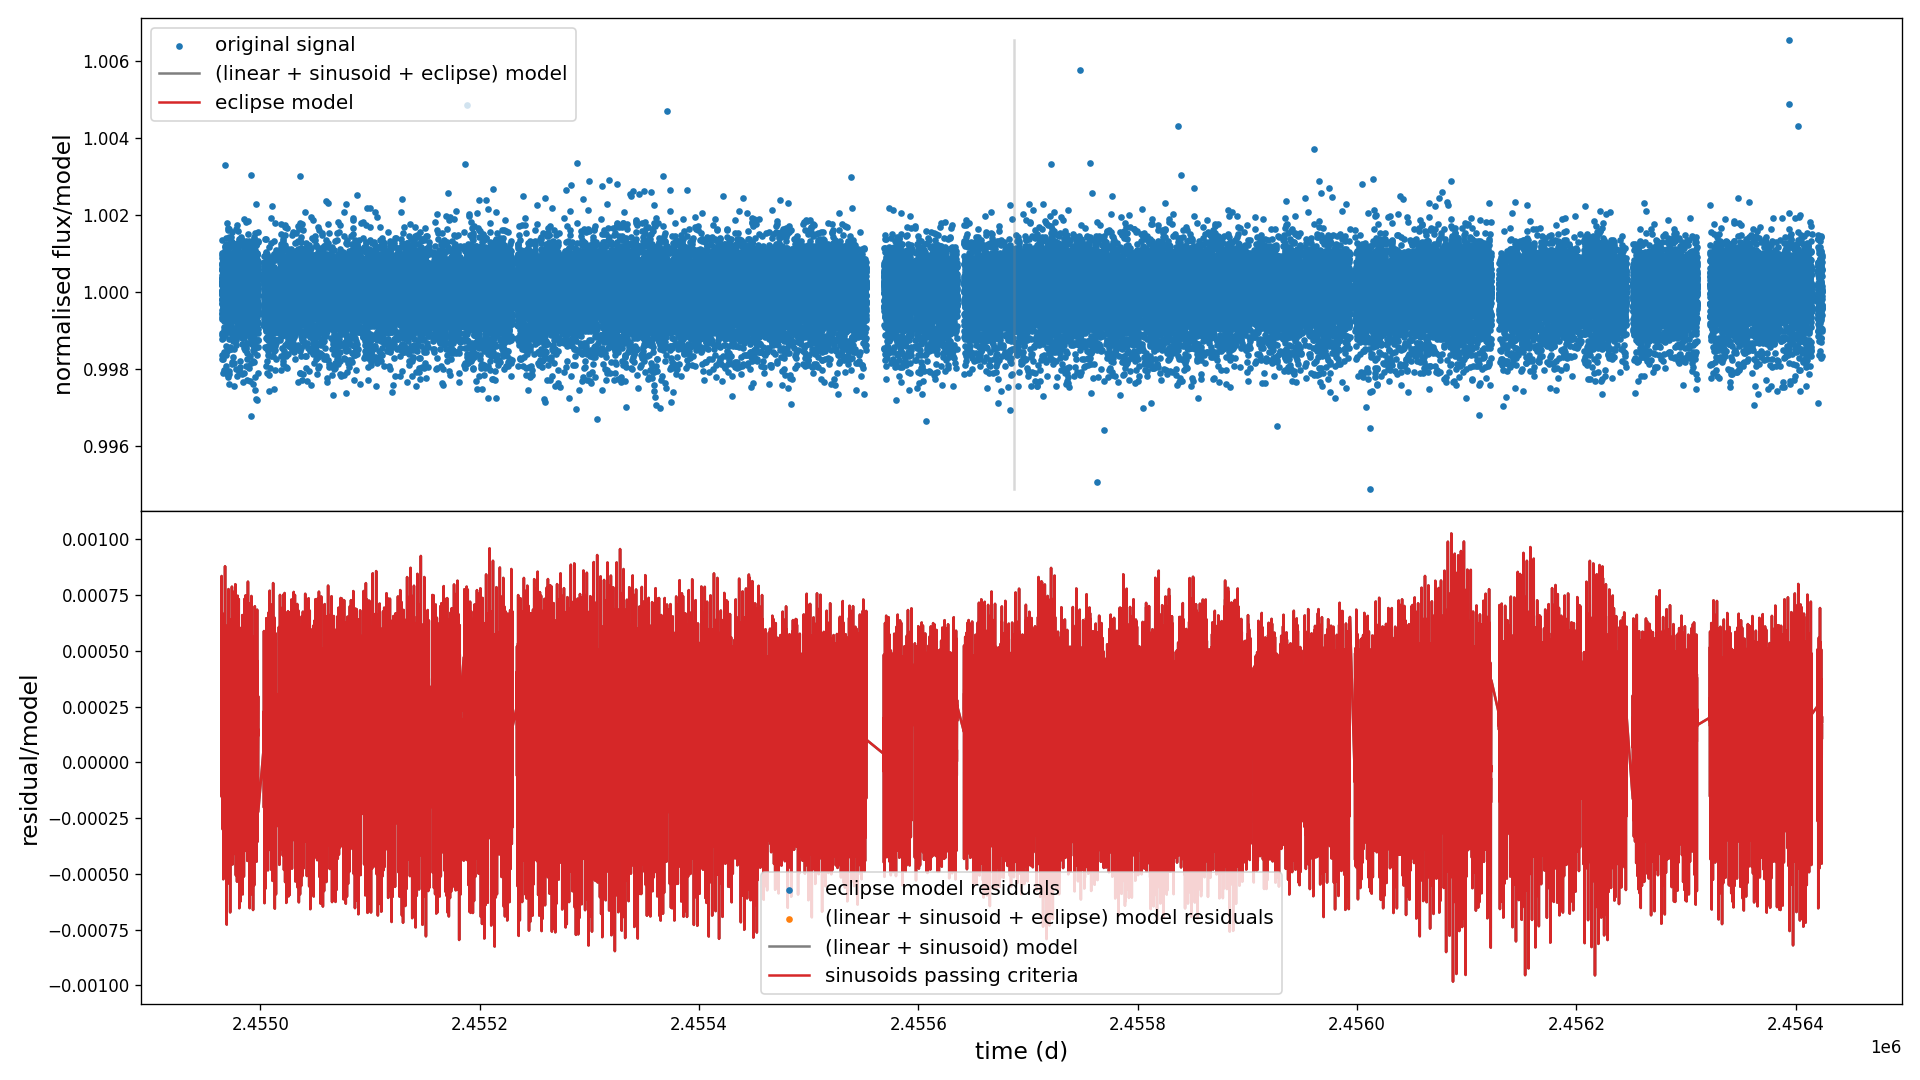 original signal
(linear + sinusoid + eclipse) model
eclipse model
normalised flux/model
1.006
1.004
1.002
1.000
0.998
0.996
residual/model
0.00100
0.00075
0.00050
0.00025
0.00000
−0.00025
−0.00050
−0.00075
−0.00100
eclipse model residuals
(linear + sinusoid + eclipse) model residuals
(linear + sinusoid) model
sinusoids passing criteria
2.4550 2.4552 2.4554 2.4556 2.4558 2.4560 2.4562 2.4564
1e6
time (d)